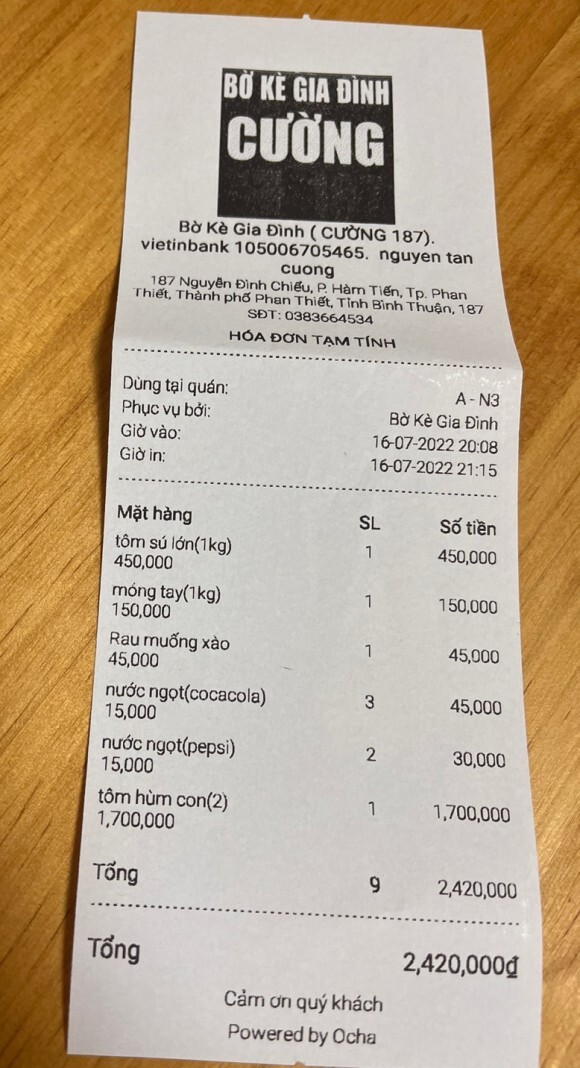 BỜ KÈ GIA ĐÌNH
CƯỜNG
Bờ Kè Gia Đình ( CƯỜNG 187).
vietinbank 105006705465. nguyen tan
cuong
187 Nguyễn Đình Chiểu, P. Hàm Tiến, Tp. Phan
Thiết, Thành phố Phan Thiết, Tỉnh Bình Thuận, 187
SĐT: 0383664534
HÓA ĐƠN TẠM TÍNH
Dùng tại quán: A - N3
Phục vụ bởi: Bờ Kè Gia Đình
Giờ vào: 16-07-2022 20:08
Giờ in: 16-07-2022 21:15
Mặt hàng SL Số tiền
tôm sú lớn(1kg) 1 450,000
450,000
móng tay(1kg) 1 150,000
150,000
Rau muống xào 1 45,000
45,000
nước ngọt(cocacola) 3 45,000
15,000
nước ngọt(pepsi) 2 30,000
15,000
tôm hùm con(2) 1 1,700,000
1,700,000
Tổng 9 2,420,000
Tổng 2,420,000₫
Cảm ơn quý khách
Powered by Ocha